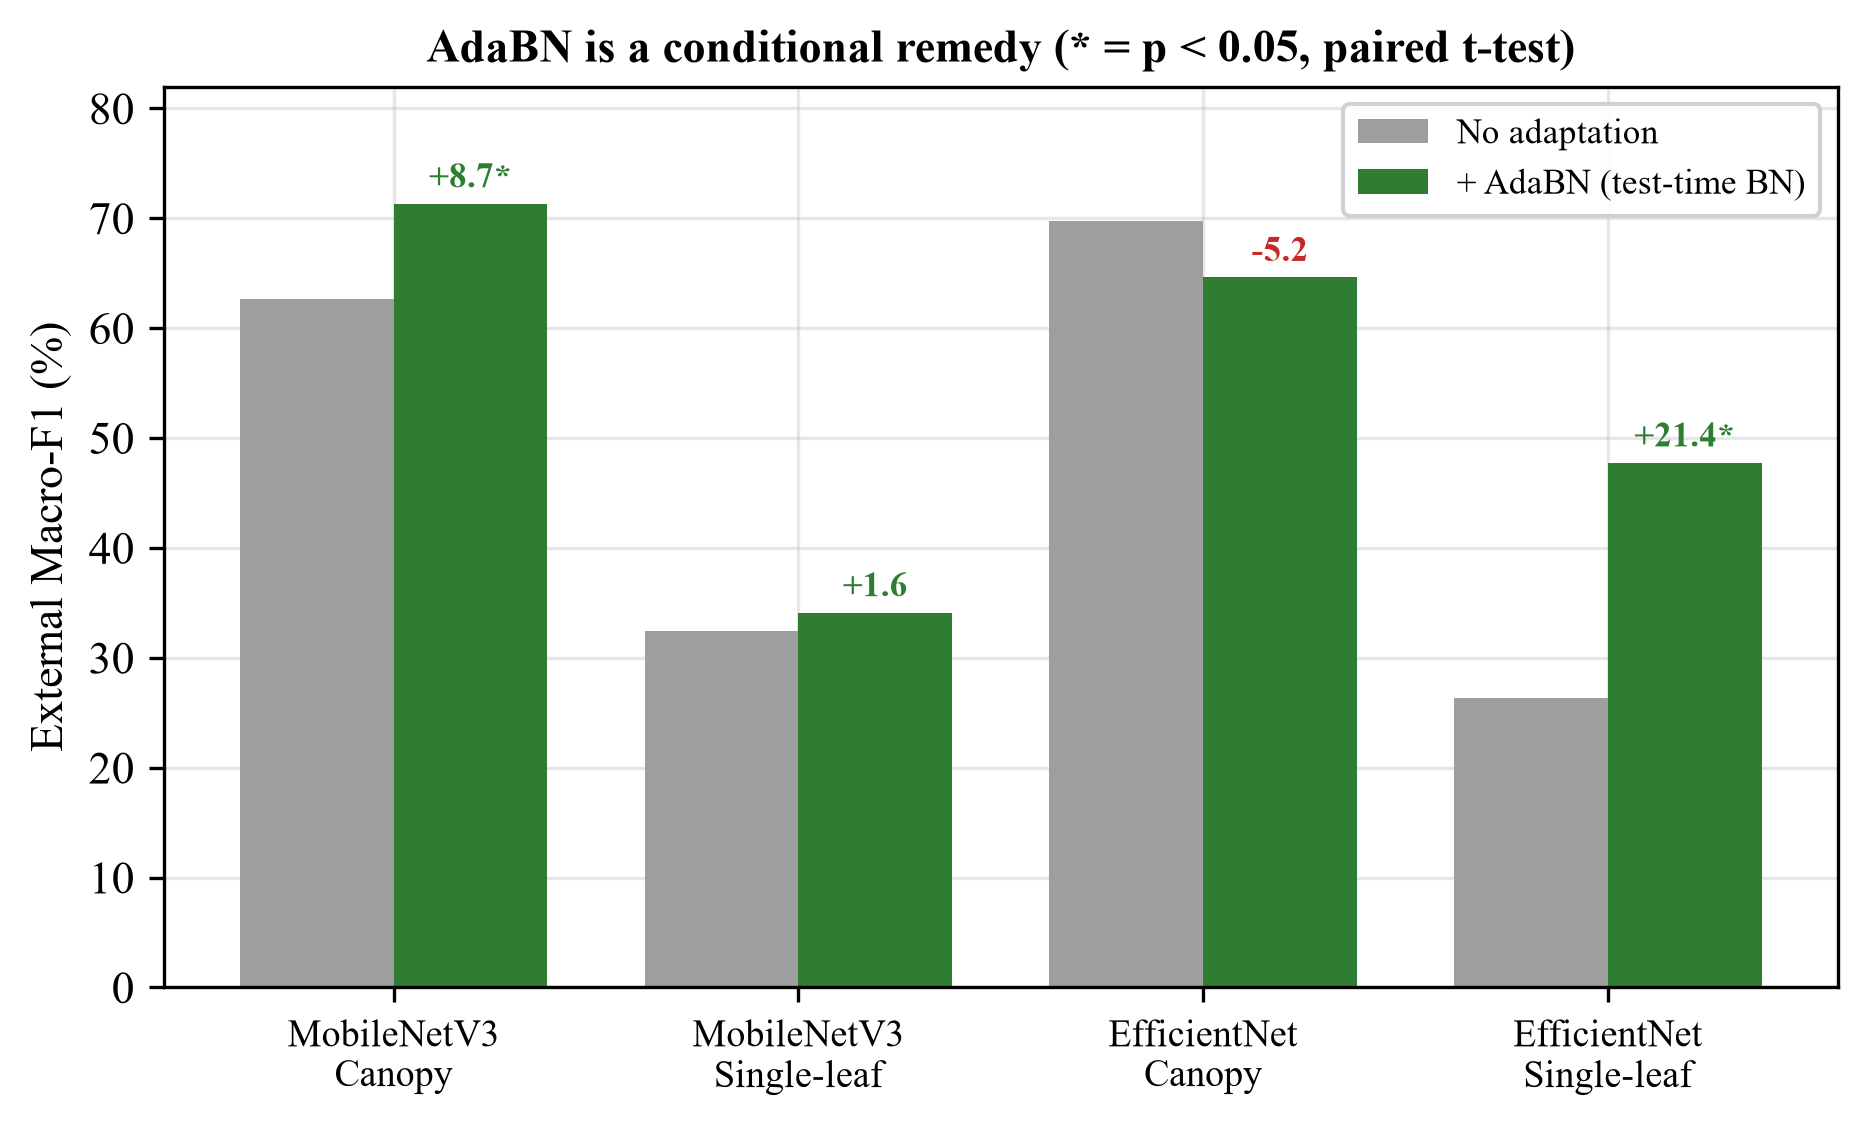 AdaBN is a conditional remedy (* = p < 0.05, paired t-test)
No adaptation
+ AdaBN (test-time BN)
External Macro-F1 (%)
80
70
60
50
40
30
20
10
0
+8.7*
+1.6
-5.2
+21.4*
MobileNetV3
Canopy
MobileNetV3
Single-leaf
EfficientNet
Canopy
EfficientNet
Single-leaf